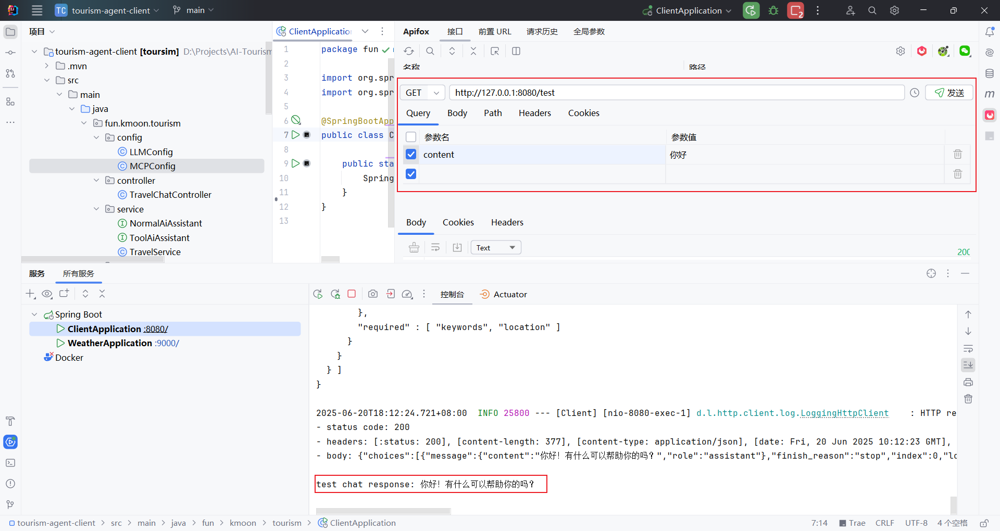 TC tourism-agent-client main ClientApplication 2
项目
tourism-agent-client [toursim] D:\Projects\AI-Tourism
.mvn
src
main
java
fun.kmoon.tourism
config
LLMConfig
MCPConfig
controller
TravelChatController
service
NormalAiAssistant
ToolAiAssistant
TravelService
ClientApplication
1 package fun
2
3 import org.spr
4 import org.spr
5
6 @SpringBootApp
7 public class C
8
9 public sta
10 Spring
11 }
12 }
13
Apifox 接口 前置 URL 请求历史 全局参数
名称 路径
GET http://127.0.0.1:8080/test 发送
Query Body Path Headers Cookies
参数名 参数值
content 你好
Body Cookies Headers
Text
200
服务 所有服务
控制台 Actuator
Spring Boot
ClientApplication :8080/
WeatherApplication :9000/
Docker
},
"required" : [ "keywords", "location" ]
}
}
} ]
}
2025-06-20T18:12:24.721+08:00 INFO 25800 --- [Client] [nio-8080-exec-1] d.l.http.client.log.LoggingHttpClient : HTTP re
- status code: 200
- headers: [:status: 200], [content-length: 377], [content-type: application/json], [date: Fri, 20 Jun 2025 10:12:23 GMT],
- body: {"choices":[{"message":{"content":"你好！有什么可以帮助你的吗？","role":"assistant"},"finish_reason":"stop","index":0,"lo
test chat response: 你好！有什么可以帮助你的吗？
tourism-agent-client > src > main > java > fun > kmoon > tourism > ClientApplication 7:14 Trae CRLF UTF-8 4 个空格